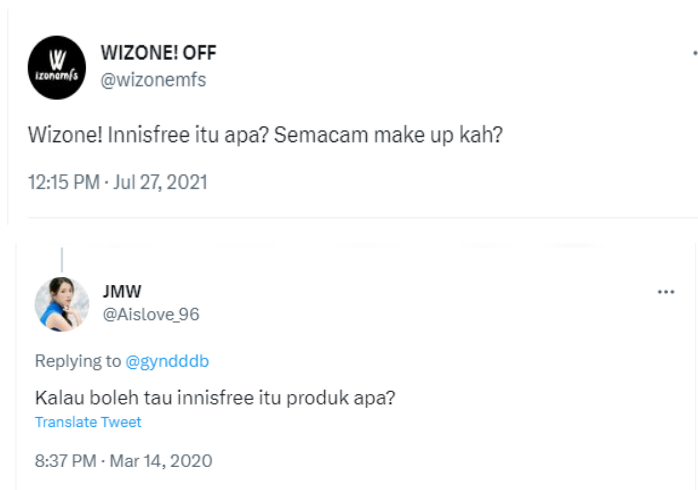 W
izonemfs
WIZONE! OFF
@wizonemfs
Wizone! Innisfree itu apa? Semacam make up kah?
12:15 PM · Jul 27, 2021
JMW
@Aislove_96
Replying to @gyndddb
Kalau boleh tau innisfree itu produk apa?
Translate Tweet
8:37 PM · Mar 14, 2020